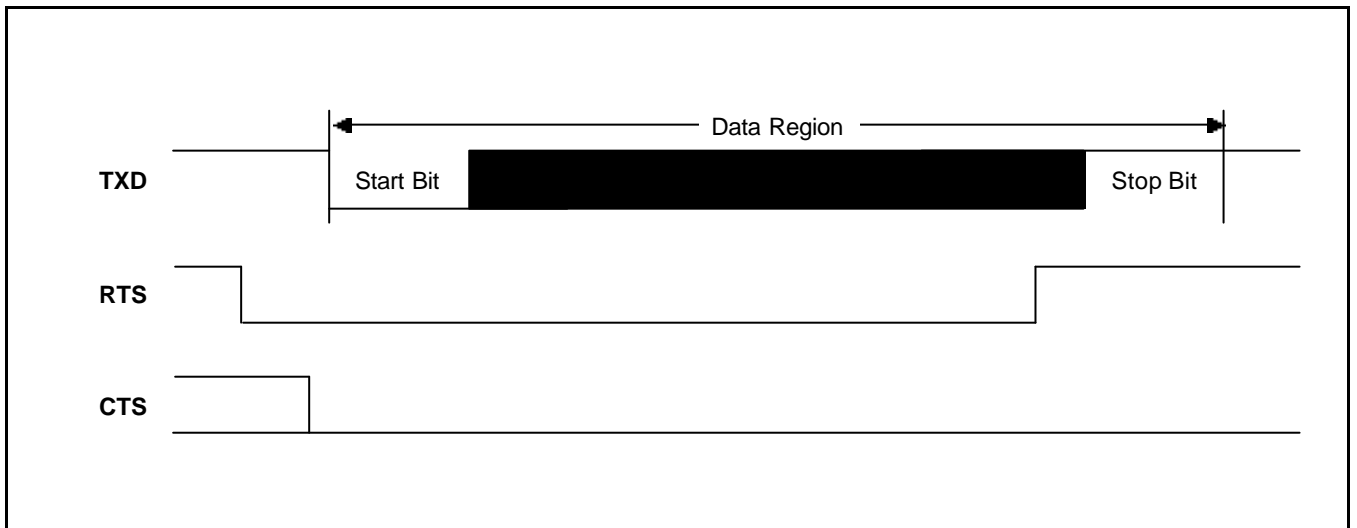 Data Region
TXD
Start Bit
Stop Bit
RTS
CTS